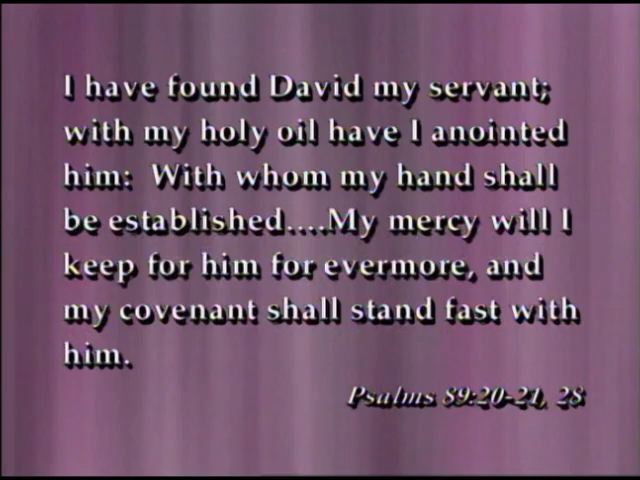 I have found David my servant;
with my holy oil have I anointed
him:  With whom my hand shall
be established....My mercy will I
keep for him for evermore, and
my covenant shall stand fast with
him.
Psalms 89:20-21, 28